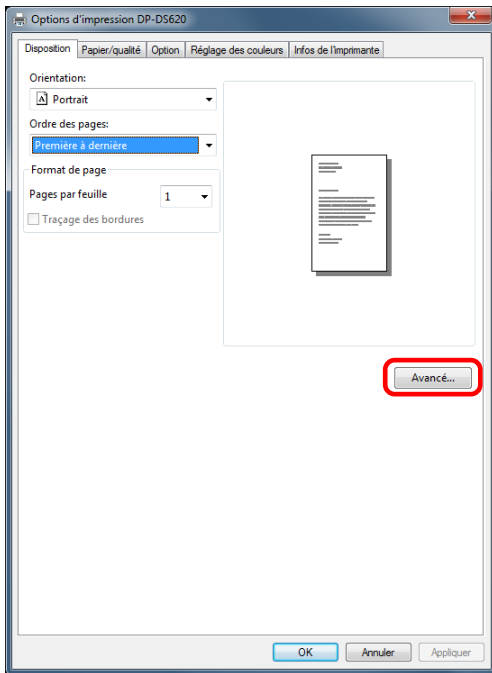 Options d'impression DP-DS620
Disposition Papier/qualité Option Réglage des couleurs Infos de l'imprimante
Orientation:
Portrait
Ordre des pages:
Première à dernière
Format de page
Pages par feuille 1
Traçage des bordures
Avancé...
OK Annuler Appliquer